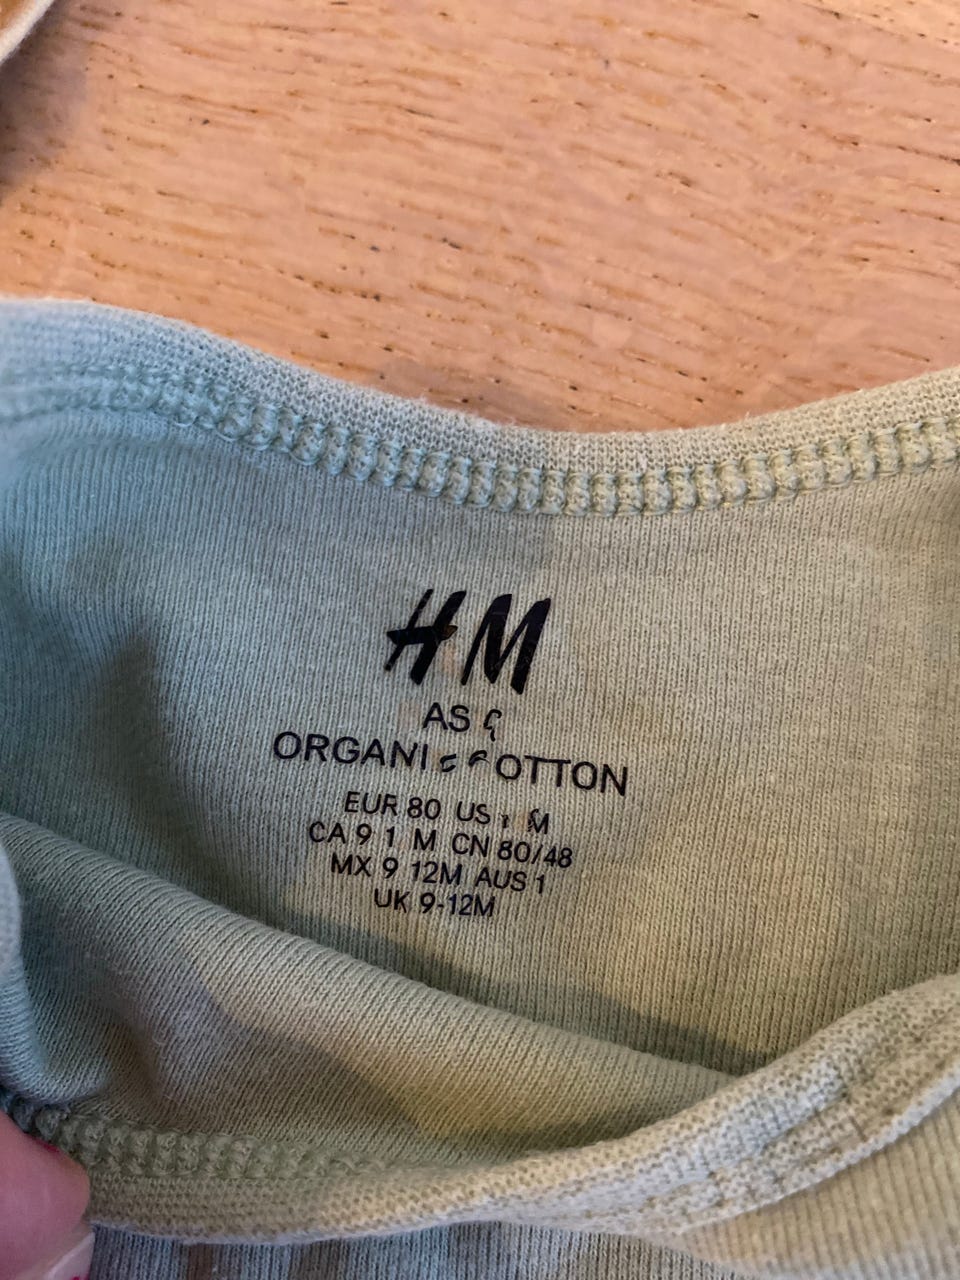 HM
ORGANI OTTON
EUR 80 US M
CA 9 1 M CN 80/48
MX 9 12M AUS 1
UK 9-12M